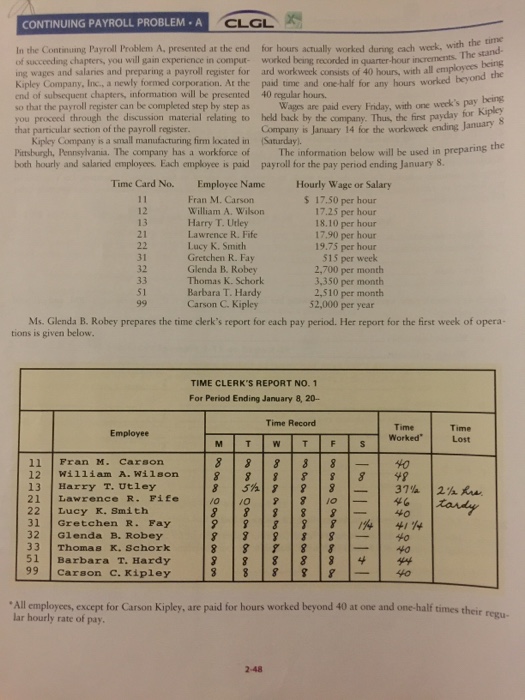 CONTINUING PAYROLL PROBLEM • A CLGL
In the Continuing Payroll Problem A, presented at the end
of succeeding chapters, you will gain experience in comput-
ing wages and salaries and preparing a payroll register for
Kipley Company, Inc., a newly formed corporation. At the
end of subsequent chapters, information will be presented
so that the payroll register can be completed step by step as
you proceed through the discussion material relating to
that particular section of the payroll register.
Kipley Company is a small manufacturing firm located in
Pittsburgh, Pennsylvania. The company has a workforce of
both hourly and salaried employees. Each employee is paid
for hours actually worked during each week, with the time
worked being recorded in quarter-hour increments. The stand-
ard workweek consists of 40 hours, with all employees being
paid time and one-half for any hours worked beyond the
40 regular hours.
Wages are paid every Friday, with one week's pay being
held back by the company. Thus, the first payday for Kipley
Company is January 14 for the workweek ending January 8
(Saturday).
The information below will be used in preparing the
payroll for the pay period ending January 8.
Time Card No. Employee Name Hourly Wage or Salary
11 Fran M. Carson $ 17.50 per hour
12 William A. Wilson 17.25 per hour
13 Harry T. Utley 18.10 per hour
21 Lawrence R. Fife 17.90 per hour
22 Lucy K. Smith 19.75 per hour
31 Gretchen R. Fay 515 per week
32 Glenda B. Robey 2,700 per month
33 Thomas K. Schork 3,350 per month
51 Barbara T. Hardy 2,510 per month
99 Carson C. Kipley 52,000 per year
Ms. Glenda B. Robey prepares the time clerk's report for each pay period. Her report for the first week of opera-
tions is given below.
TIME CLERK'S REPORT NO. 1
For Period Ending January 8, 20--
Employee Time Record Time Worked* Time Lost
M T W T F S
11 Fran M. Carson 8 8 8 8 8 — 40
12 William A. Wilson 8 8 8 8 8 8 48
13 Harry T. Utley 8 5½ 8 8 8 — 37½ 2½ hrs. tardy
21 Lawrence R. Fife 10 10 8 8 10 — 46
22 Lucy K. Smith 8 8 8 8 8 — 40
31 Gretchen R. Fay 8 8 8 8 8 1¼ 41¼
32 Glenda B. Robey 8 8 8 8 8 — 40
33 Thomas K. Schork 8 8 8 8 8 — 40
51 Barbara T. Hardy 8 8 8 8 8 4 44
99 Carson C. Kipley 8 8 8 8 8 — 40
*All employees, except for Carson Kipley, are paid for hours worked beyond 40 at one and one-half times their regu-
lar hourly rate of pay.
2-48